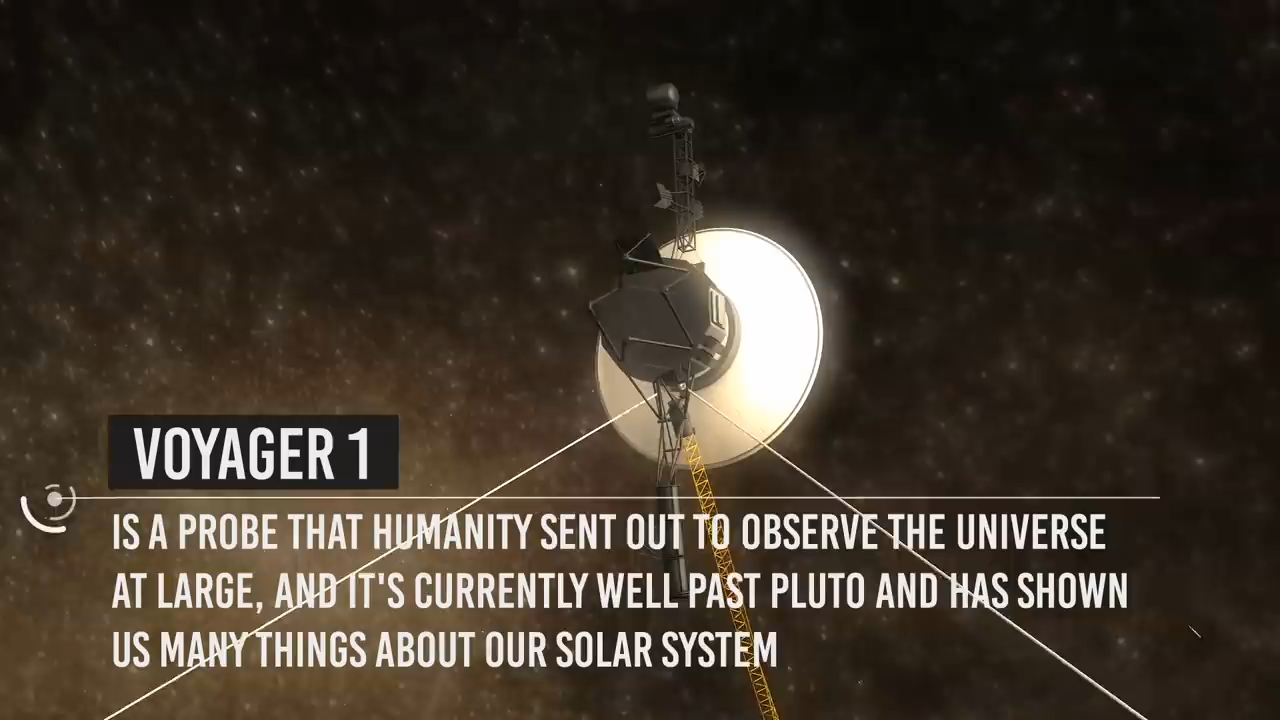 VOYAGER 1
IS A PROBE THAT HUMANITY SENT OUT TO OBSERVE THE UNIVERSE
AT LARGE, AND IT'S CURRENTLY WELL PAST PLUTO AND HAS SHOWN
US MANY THINGS ABOUT OUR SOLAR SYSTEM